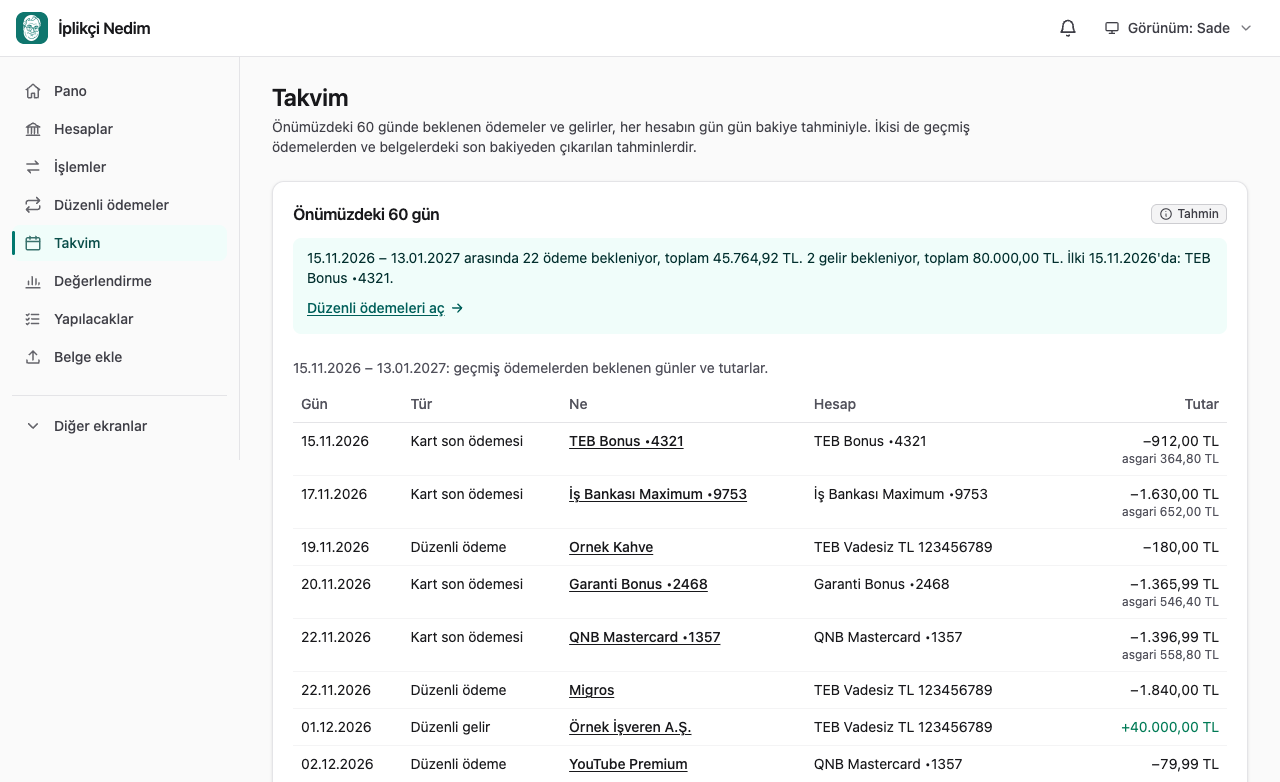 İplikçi Nedim
Görünüm: Sade
Pano
Hesaplar
İşlemler
Düzenli ödemeler
Takvim
Değerlendirme
Yapılacaklar
Belge ekle
Diğer ekranlar
Takvim
Önümüzdeki 60 günde beklenen ödemeler ve gelirler, her hesabın gün gün bakiye tahminiyle. İkisi de geçmiş
ödemelerden ve belgelerdeki son bakiyeden çıkarılan tahminlerdir.
Önümüzdeki 60 gün
Tahmin
15.11.2026 – 13.01.2027 arasında 22 ödeme bekleniyor, toplam 45.764,92 TL. 2 gelir bekleniyor, toplam 80.000,00 TL. İlki 15.11.2026'da: TEB
Bonus •4321.
Düzenli ödemeleri aç →
15.11.2026 – 13.01.2027: geçmiş ödemelerden beklenen günler ve tutarlar.
Gün Tür Ne Hesap Tutar
15.11.2026 Kart son ödemesi TEB Bonus •4321 TEB Bonus •4321 −912,00 TL
asgari 364,80 TL
17.11.2026 Kart son ödemesi İş Bankası Maximum •9753 İş Bankası Maximum •9753 −1.630,00 TL
asgari 652,00 TL
19.11.2026 Düzenli ödeme Ornek Kahve TEB Vadesiz TL 123456789 −180,00 TL
20.11.2026 Kart son ödemesi Garanti Bonus •2468 Garanti Bonus •2468 −1.365,99 TL
asgari 546,40 TL
22.11.2026 Kart son ödemesi QNB Mastercard •1357 QNB Mastercard •1357 −1.396,99 TL
asgari 558,80 TL
22.11.2026 Düzenli ödeme Migros TEB Vadesiz TL 123456789 −1.840,00 TL
01.12.2026 Düzenli gelir Örnek İşveren A.Ş. TEB Vadesiz TL 123456789 +40.000,00 TL
02.12.2026 Düzenli ödeme YouTube Premium QNB Mastercard •1357 −79,99 TL